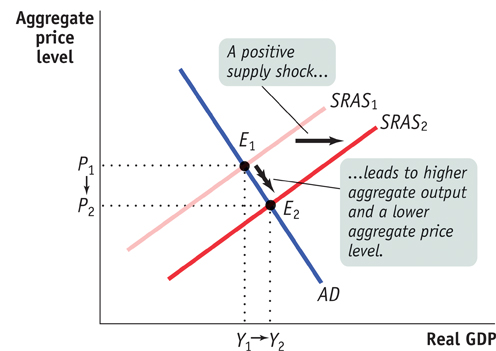 Aggregate
price
level
A positive
supply shock…
SRAS1
SRAS2
E1
P1
P2
…leads to higher
aggregate output
and a lower
aggregate price
level.
E2
AD
Y1
Y2
Real GDP